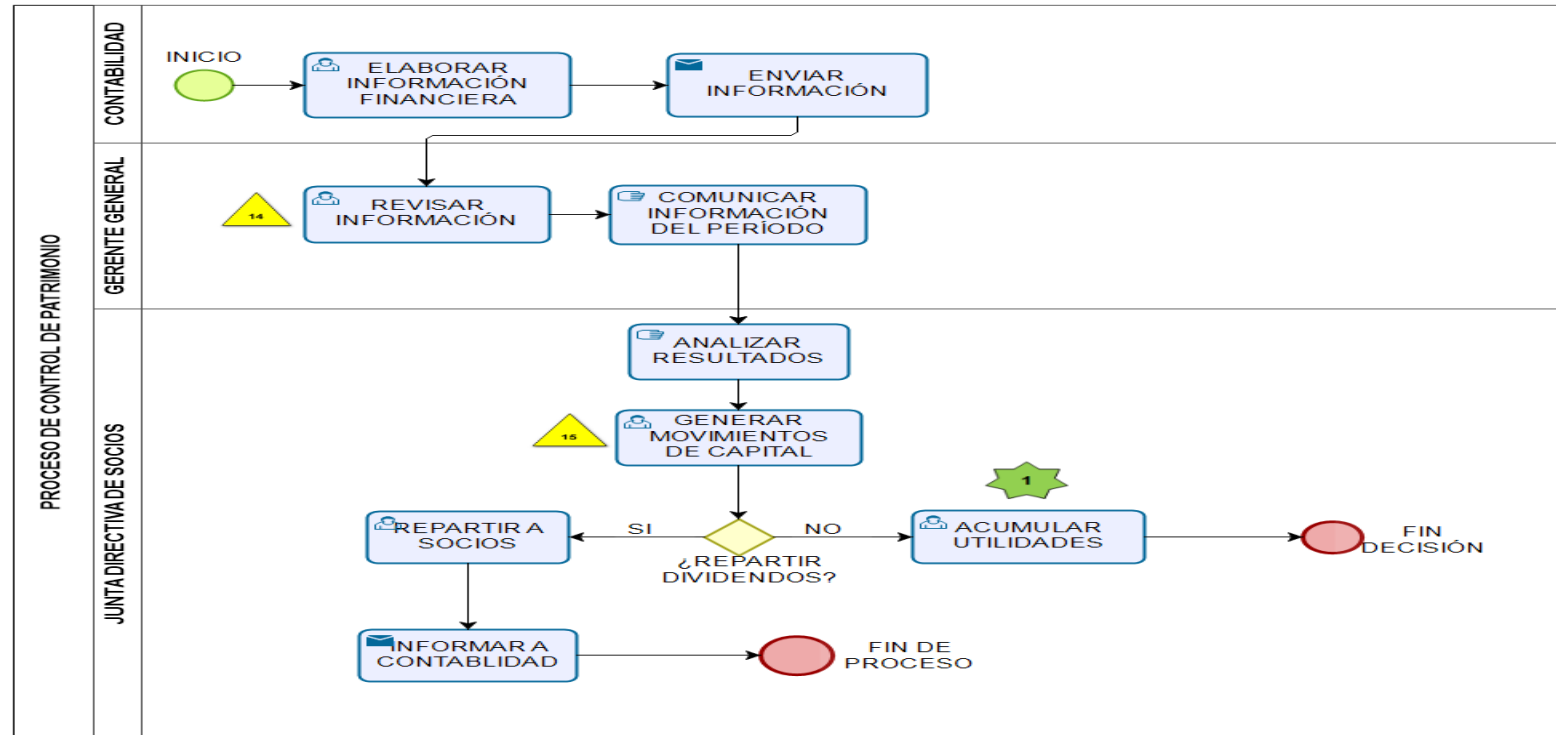 PROCESO DE CONTROL DE PATRIMONIO
CONTABILIDAD
INICIO
ELABORAR
INFORMACIÓN
FINANCIERA
ENVIAR
INFORMACIÓN
GERENTE GENERAL
14
REVISAR
INFORMACIÓN
COMUNICAR
INFORMACIÓN
DEL PERÍODO
JUNTA DIRECTIVA DE SOCIOS
ANALIZAR
RESULTADOS
15
GENERAR
MOVIMIENTOS
DE CAPITAL
1
REPARTIR A
SOCIOS
SI
¿REPARTIR
DIVIDENDOS?
NO
ACUMULAR
UTILIDADES
FIN
DECISIÓN
INFORMAR A
CONTABLIDAD
FIN DE
PROCESO